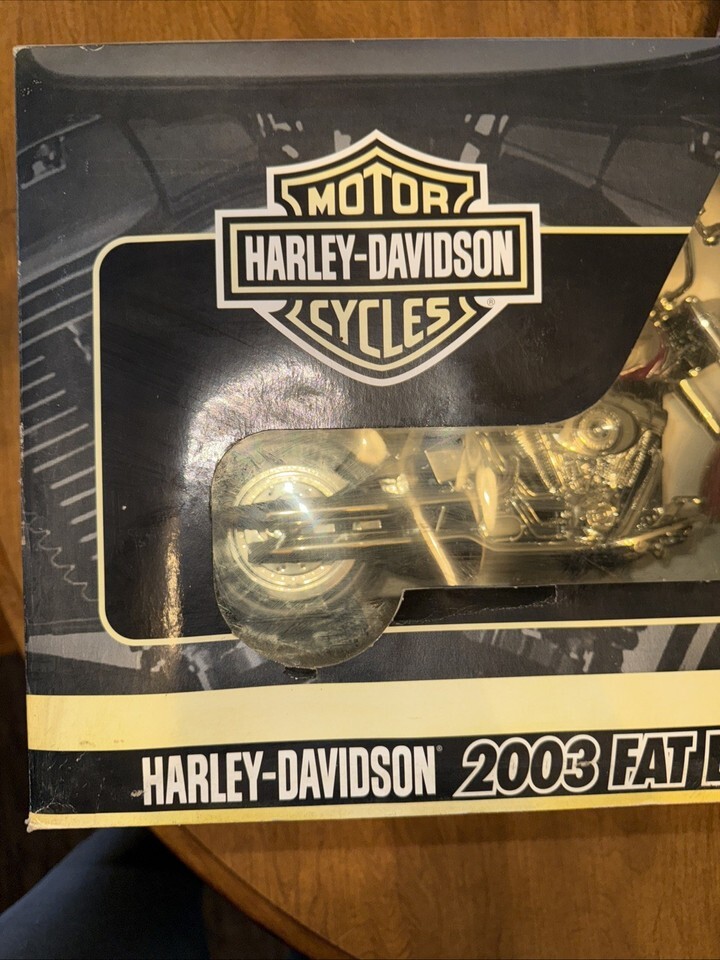 MOTOR
HARLEY-DAVIDSON
CYCLES
®
HARLEY-DAVIDSON® 2003 FAT